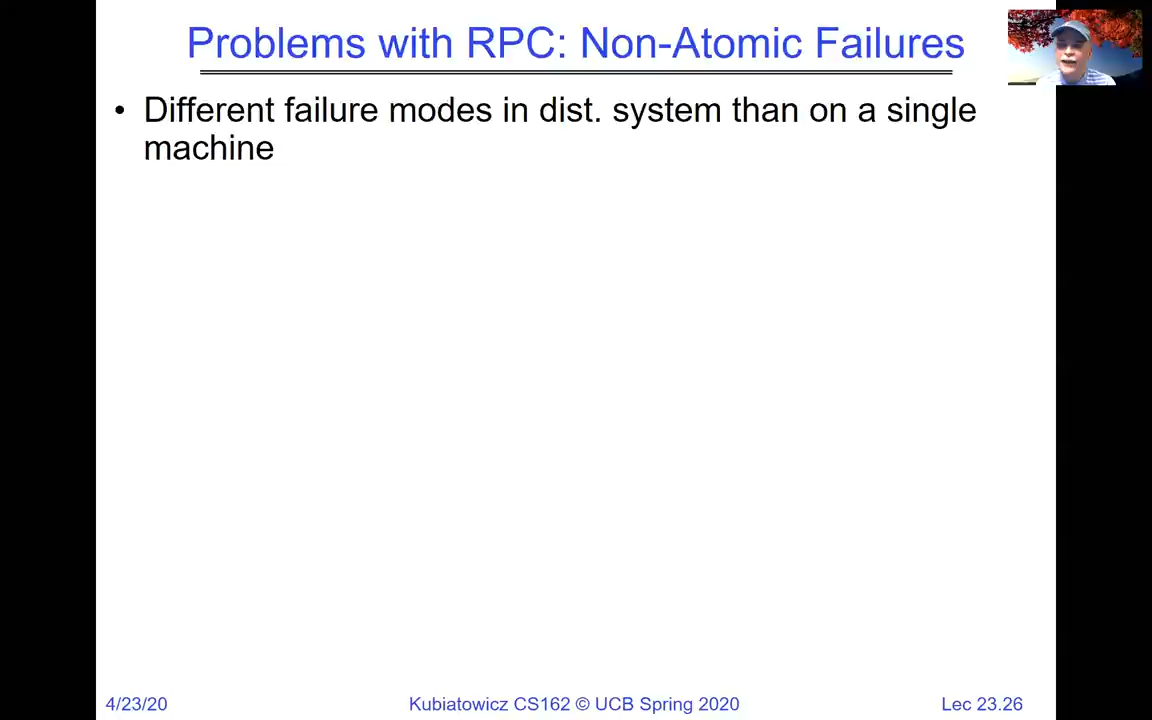 Problems with RPC: Non-Atomic Failures
• Different failure modes in dist. system than on a single
machine
4/23/20
Kubiatowicz CS162 © UCB Spring 2020
Lec 23.26